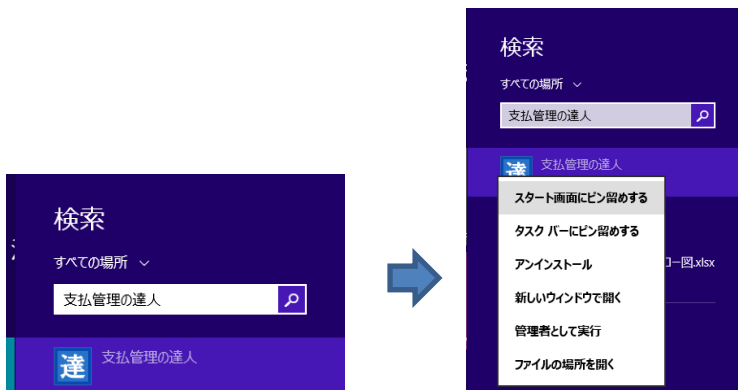 検索
すべての場所
支払管理の達人
達 支払管理の達人
検索
すべての場所
支払管理の達人
達 支払管理の達人
スタート画面にピン留めする
タスク バーにピン留めする
アンインストール
新しいウィンドウで開く
管理者として実行
ファイルの場所を開く
ロー図.xlsx